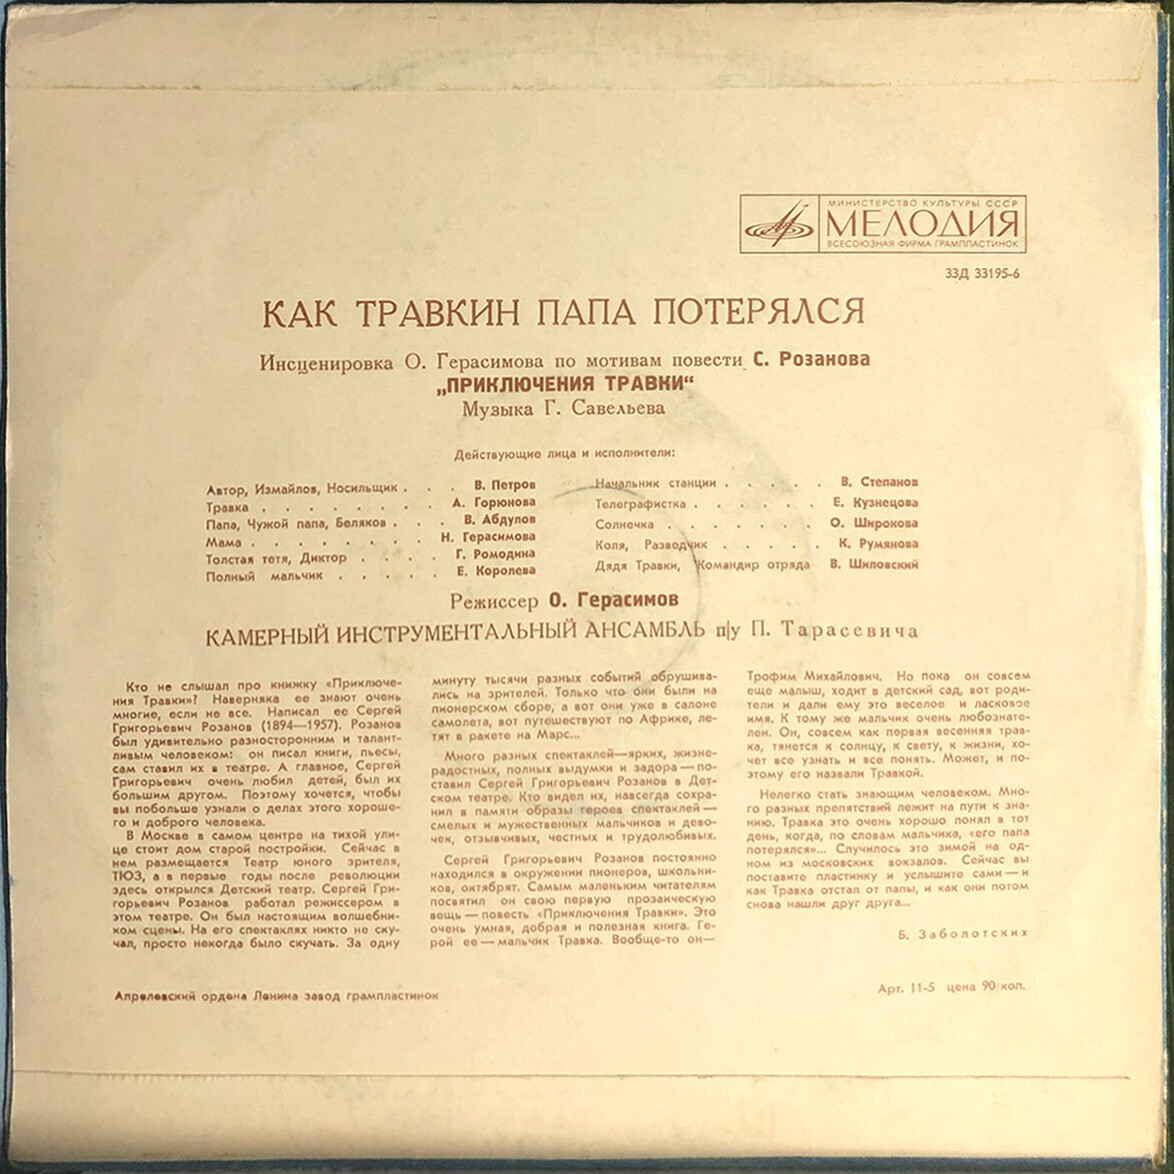 МИНИСТЕРСТВО КУЛЬТУРЫ СССР
МЕЛОДИЯ
ВСЕСОЮЗНАЯ ФИРМА ГРАМПЛАСТИНОК
33Д 33195-6
КАК ТРАВКИН ПАПА ПОТЕРЯЛСЯ
Инсценировка О. Герасимова по мотивам повести С. Розанова
„ПРИКЛЮЧЕНИЯ ТРАВКИ“
Музыка Г. Савельева
Действующие лица и исполнители:
Автор, Измайлов, Носильщик . . . В. Петров
Травка . . . . . . . . А. Горюнова
Папа, Чужой папа, Беляков . . . В. Абдулов
Мама . . . . . . . . Н. Герасимова
Толстая тетя, Диктор . . . . Г. Ромодина
Полный мальчик . . . . . Е. Королева
Начальник станции . . . . . В. Степанов
Телеграфистка . . . . . . Е. Кузнецова
Солнечка . . . . . . . О. Широкова
Коля, Разводчик . . . . . К. Румянова
Дядя Травки, Командир отряда В. Шиловский
Режиссер О. Герасимов
КАМЕРНЫЙ ИНСТРУМЕНТАЛЬНЫЙ АНСАМБЛЬ п/у П. Тарасевича
Кто не слышал про книжку «Приключе-
ния Травки»? Наверняка ее знают очень
многие, если не все. Написал ее Сергей
Григорьевич Розанов (1894—1957). Розанов
был удивительно разносторонним и талант-
ливым человеком: он писал книги, пьесы,
сам ставил их в театре. А главное, Сергей
Григорьевич очень любил детей, был их
большим другом. Поэтому хочется, чтобы
вы побольше узнали о делах этого хороше-
го и доброго человека.
В Москве в самом центре на тихой ули-
це стоит дом старой постройки. Сейчас в
нем размещается Театр юного зрителя,
ТЮЗ, а в первые годы после революции
здесь открылся Детский театр. Сергей Гри-
горьевич Розанов работал режиссером в
этом театре. Он был настоящим волшебни-
ком сцены. На его спектаклях никто не ску-
чал, просто некогда было скучать. За одну
минуту тысячи разных событий обрушива-
лись на зрителей. Только что они были на
пионерском сборе, а вот они уже в салоне
самолета, вот путешествуют по Африке, ле-
тят в ракете на Марс...
Много разных спектаклей—ярких, жизне-
радостных, полных выдумки и задора — по-
ставил Сергей Григорьевич Розанов в Дет-
ском театре. Кто видел их, навсегда сохра-
нил в памяти образы героев спектаклей —
смелых и мужественных мальчиков и дево-
чек, отзывчивых, честных и трудолюбивых.
Сергей Григорьевич Розанов постоянно
находился в окружении пионеров, школьни-
ков, октябрят. Самым маленьким читателям
посвятил он свою первую прозаическую
вещь — повесть «Приключения Травки». Это
очень умная, добрая и полезная книга. Ге-
рой ее — мальчик Травка. Вообще-то он—
Трофим Михайлович. Но пока он совсем
еще малыш, ходит в детский сад, вот роди-
тели и дали ему это веселое и ласковое
имя. К тому же мальчик очень любознате-
лен. Он, совсем как первая весенняя трав-
ка, тянется к солнцу, к свету, к жизни, хо-
чет все узнать и все понять. Может, и по-
этому его назвали Травкой.
Нелегко стать знающим человеком. Мно-
го разных препятствий лежит на пути к зна-
нию. Травка это очень хорошо понял в тот
день, когда, по словам мальчика, «его папа
потерялся»... Случилось это зимой на од-
ном из московских вокзалов. Сейчас вы
поставите пластинку и услышите сами — и
как Травка отстал от папы, и как они потом
снова нашли друг друга...
Б. Заболотских
Апрелевский ордена Ленина завод грампластинок
Арт. 11-5 цена 90 коп.